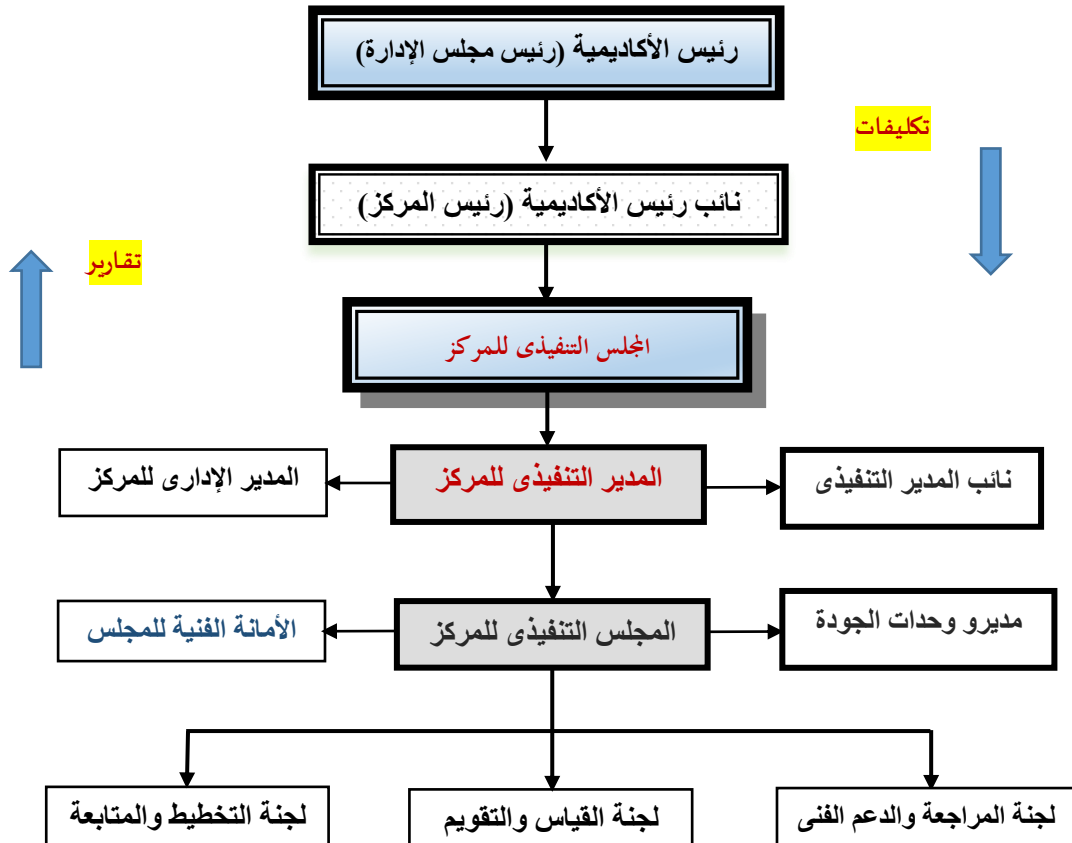 رئيس الأكاديمية (رئيس مجلس الإدارة)
تكليفات
نائب رئيس الأكاديمية (رئيس المركز)
تقارير
المجلس التنفيذى للمركز
نائب المدير التنفيذى
المدير التنفيذى للمركز
المدير الإدارى للمركز
مديرو وحدات الجودة
المجلس التنفيذى للمركز
الأمانة الفنية للمجلس
لجنة المراجعة والدعم الفنى
لجنة القياس والتقويم
لجنة التخطيط والمتابعة